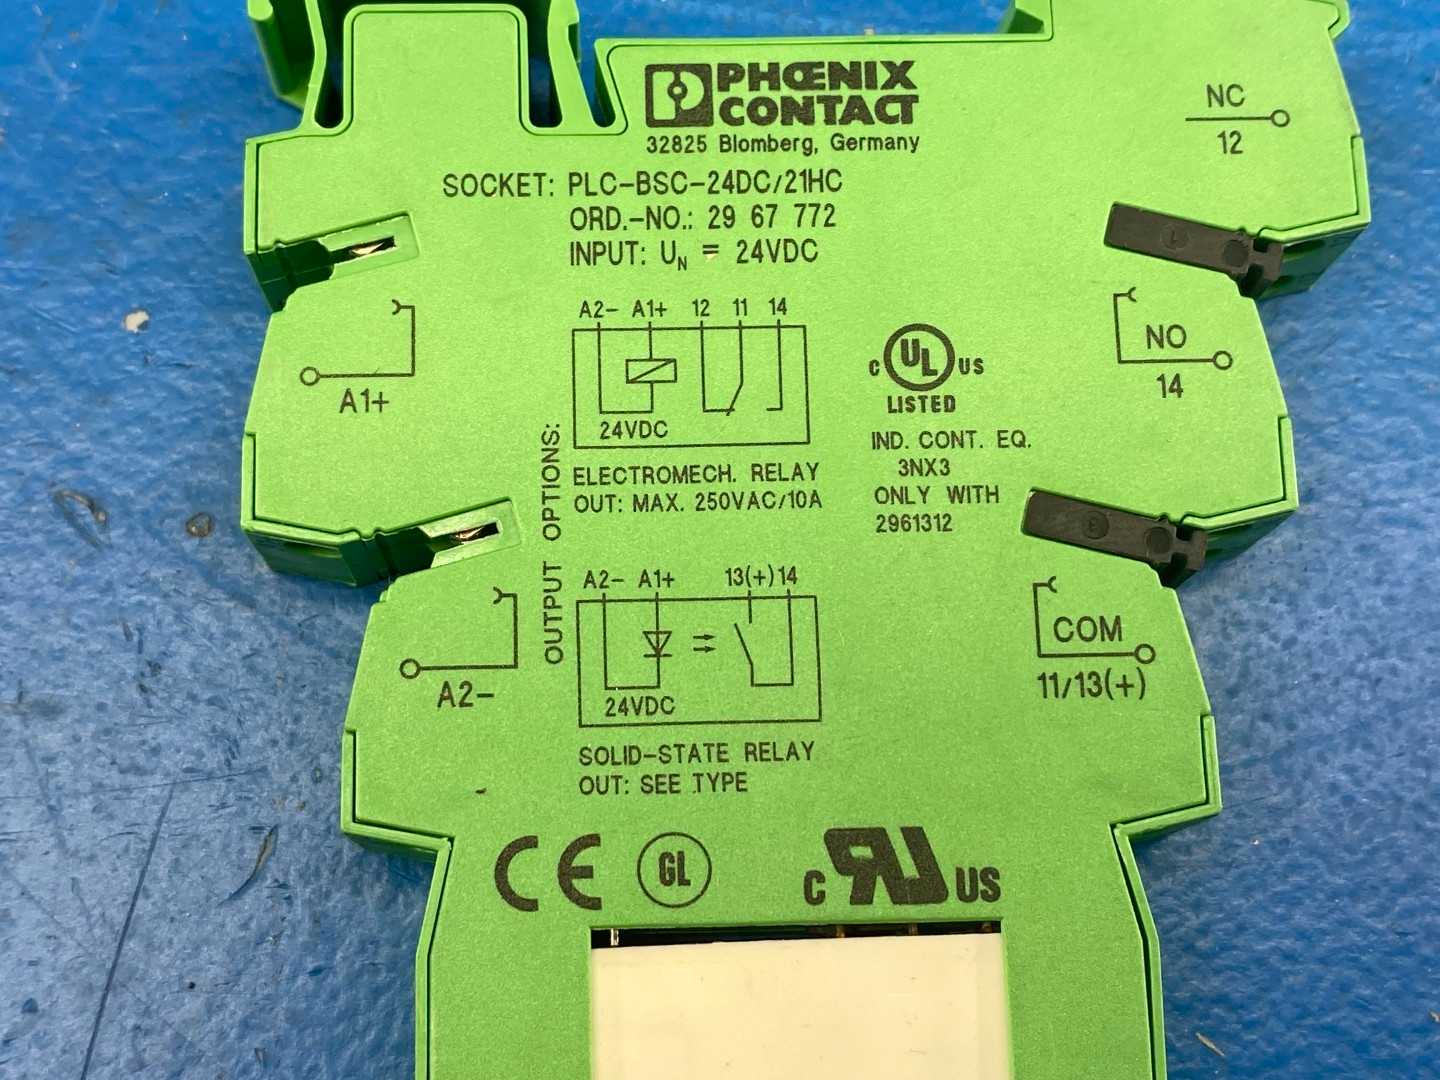 PHŒNIX
CONTACT
32825 Blomberg, Germany
SOCKET: PLC-BSC-24DC/21HC
ORD.-NO.: 29 67 772
INPUT: UN = 24VDC
NC
12
A2- A1+ 12 11 14
24VDC
ELECTROMECH. RELAY
OUT: MAX. 250VAC/10A
OUTPUT OPTIONS:
A2- A1+ 13(+) 14
24VDC
SOLID-STATE RELAY
OUT: SEE TYPE
A1+
A2-
C UL US
LISTED
IND. CONT. EQ.
3NX3
ONLY WITH
2961312
NO
14
COM
11/13(+)
CE
GL
C RU US